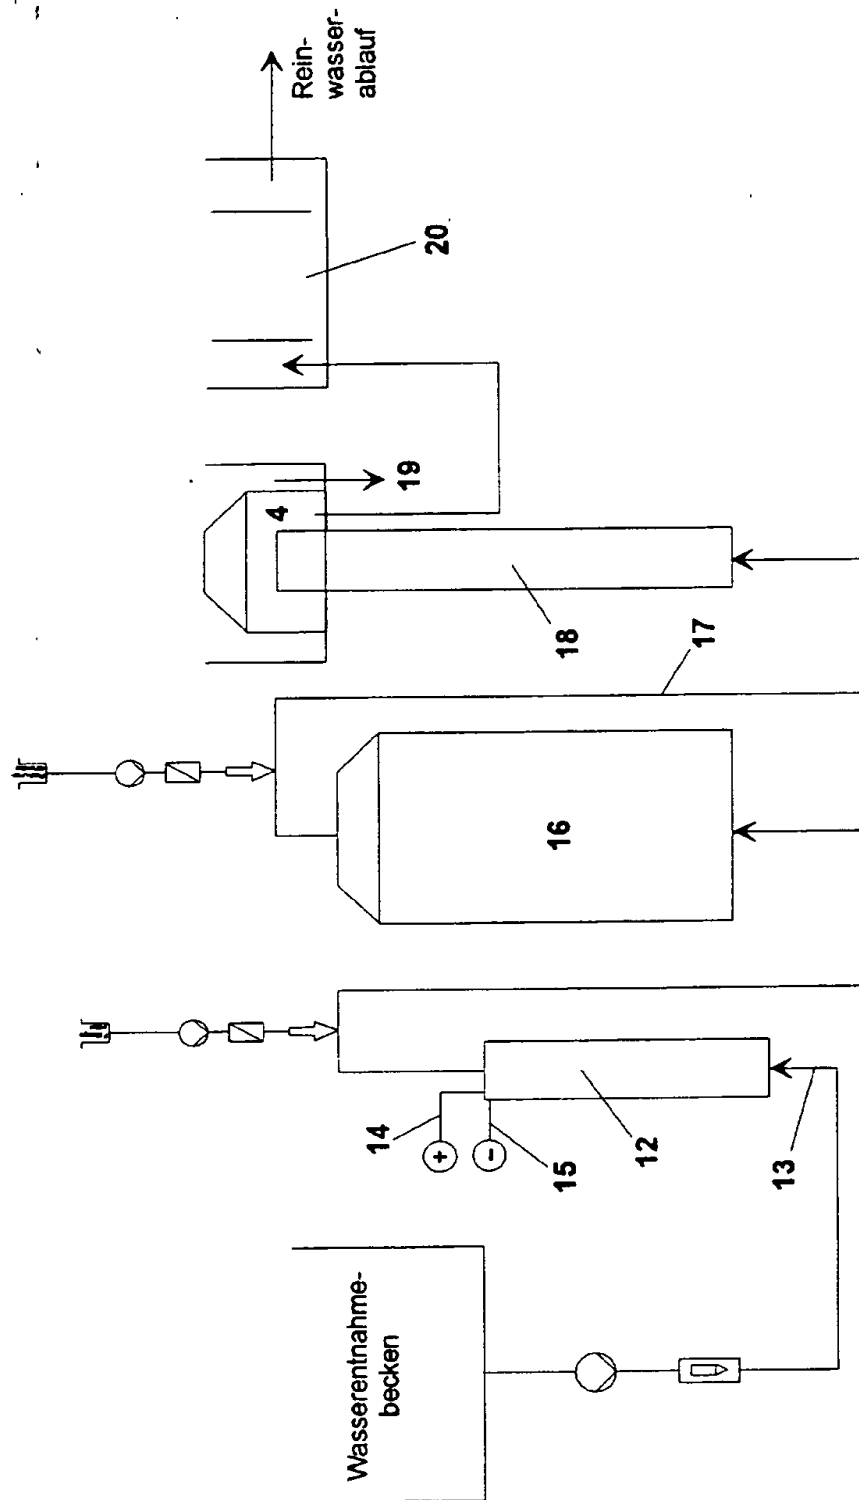 Wasserentnahme-
becken
13
14
+
-
15
12
16
17
18
4
19
20
Rein-
wasser-
ablauf